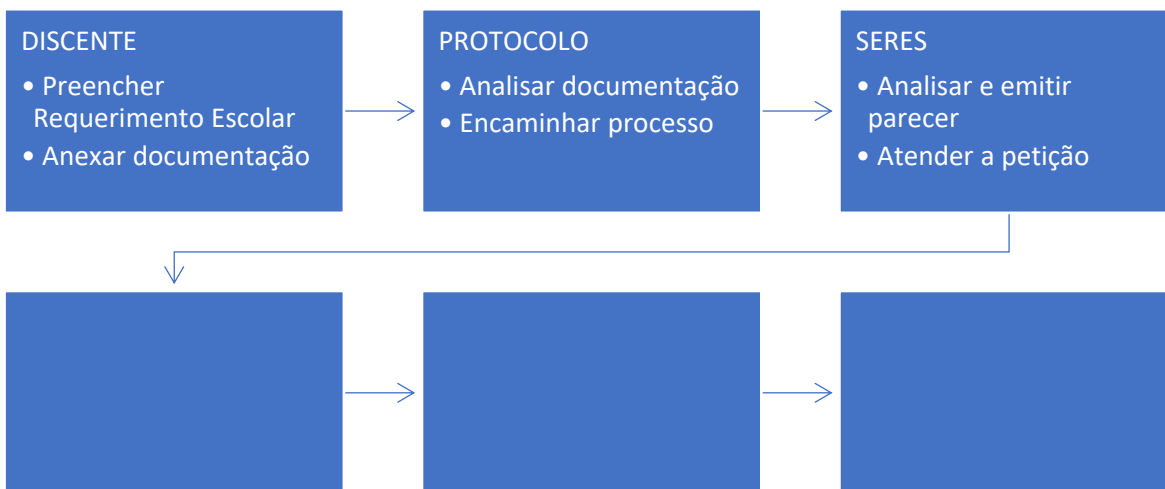 DISCENTE
• Preencher
Requerimento Escolar
• Anexar documentação
PROTOCOLO
• Analisar documentação
• Encaminhar processo
SERES
• Analisar e emitir
parecer
• Atender a petição